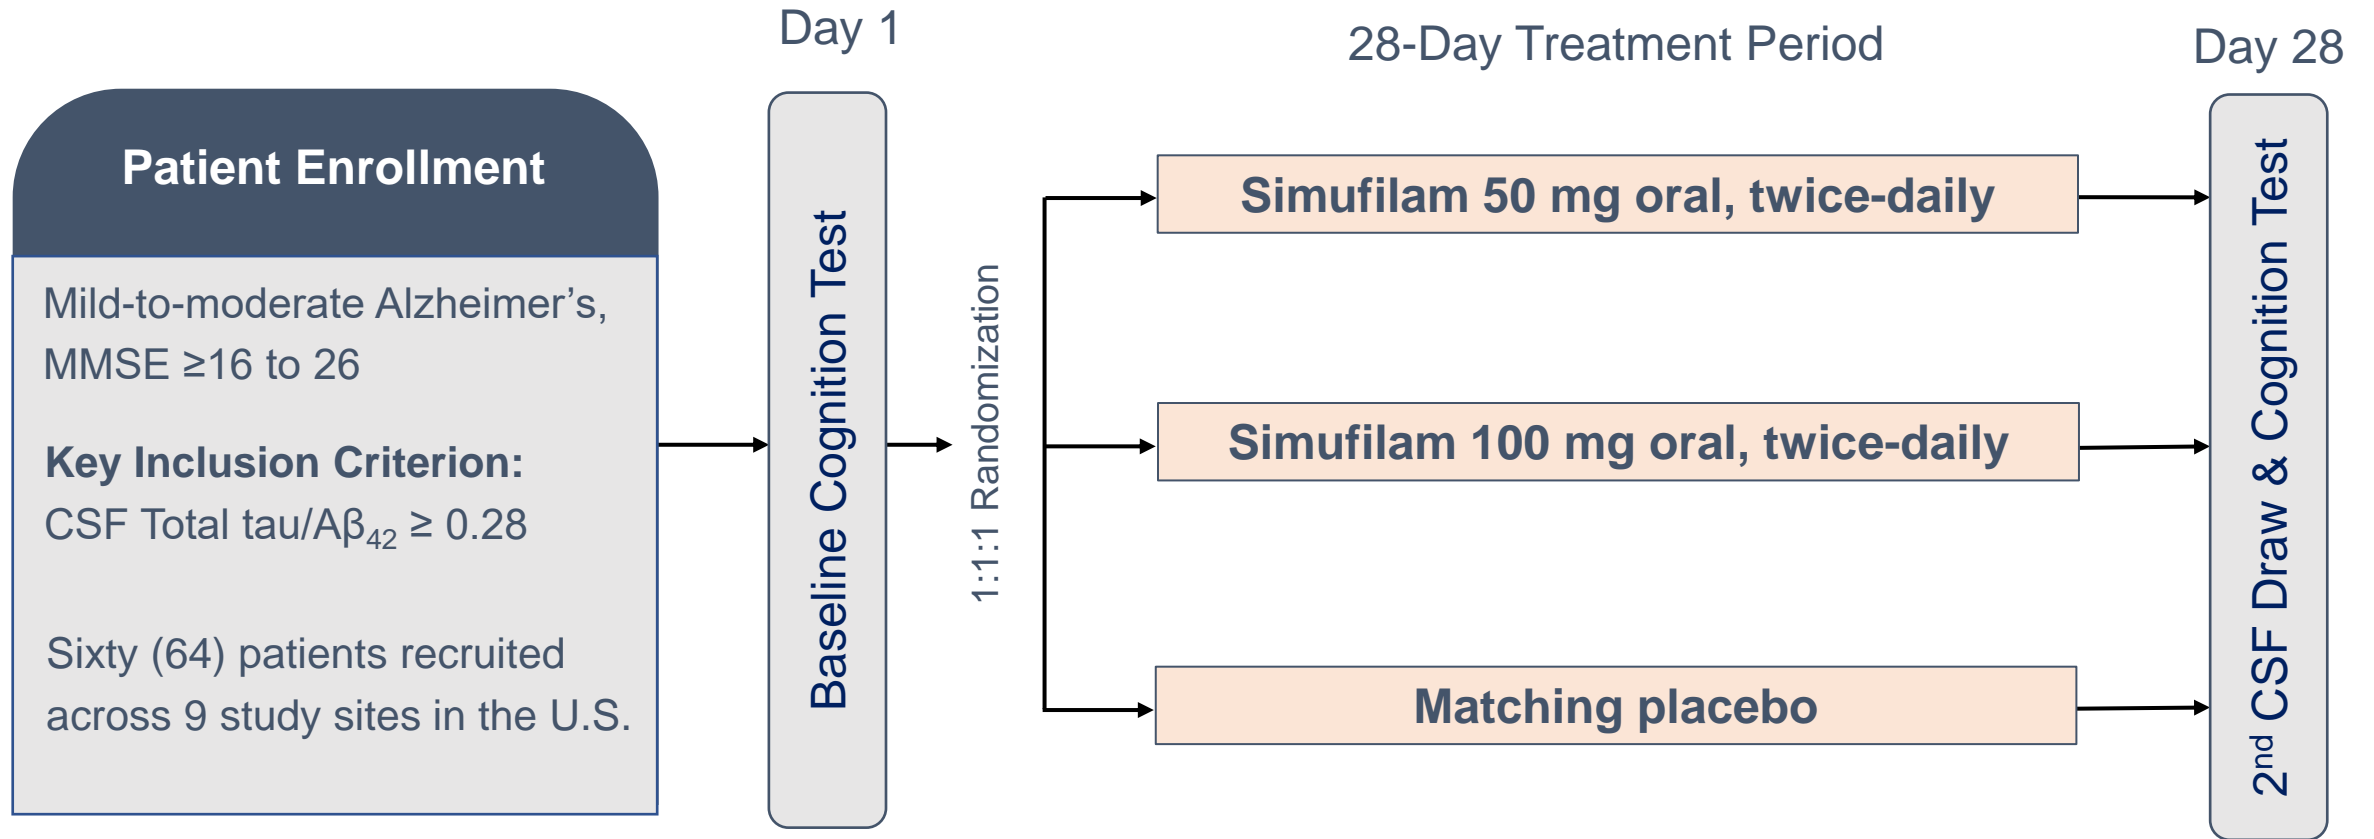 Day 1
28-Day Treatment Period
Day 28
Patient Enrollment
Mild-to-moderate Alzheimer’s,
MMSE ≥16 to 26
Key Inclusion Criterion:
CSF Total tau/Aβ₄₂ ≥ 0.28
Sixty (64) patients recruited
across 9 study sites in the U.S.
Baseline Cognition Test
1:1:1 Randomization
Simufilam 50 mg oral, twice-daily
Simufilam 100 mg oral, twice-daily
Matching placebo
2ⁿᵈ CSF Draw & Cognition Test